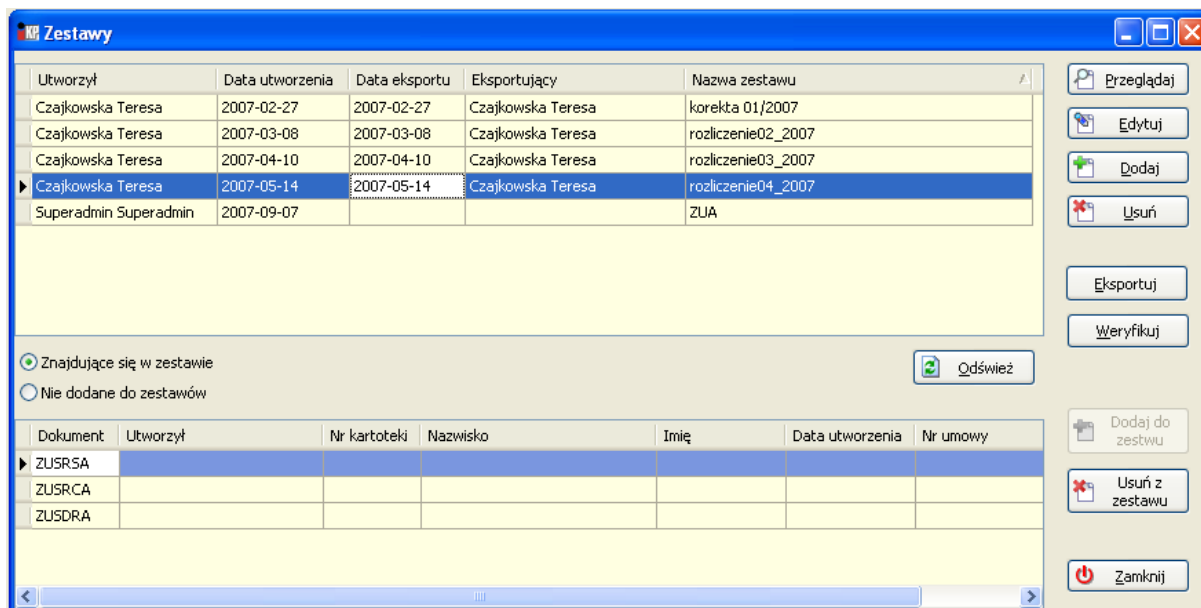 KP Zestawy
Utworzył Data utworzenia Data eksportu Eksportujący Nazwa zestawu
Czajkowska Teresa 2007-02-27 2007-02-27 Czajkowska Teresa korekta 01/2007
Czajkowska Teresa 2007-03-08 2007-03-08 Czajkowska Teresa rozliczenie02_2007
Czajkowska Teresa 2007-04-10 2007-04-10 Czajkowska Teresa rozliczenie03_2007
Czajkowska Teresa 2007-05-14 2007-05-14 Czajkowska Teresa rozliczenie04_2007
Superadmin Superadmin 2007-09-07 ZUA
Przeglądaj
Edytuj
Dodaj
Usuń
Eksportuj
Weryfikuj
Znajdujące się w zestawie
Nie dodane do zestawów
Odśwież
Dokument Utworzył Nr kartoteki Nazwisko Imię Data utworzenia Nr umowy
ZUSRSA
ZUSRCA
ZUSDRA
Dodaj do
zestwu
Usuń z
zestawu
Zamknij